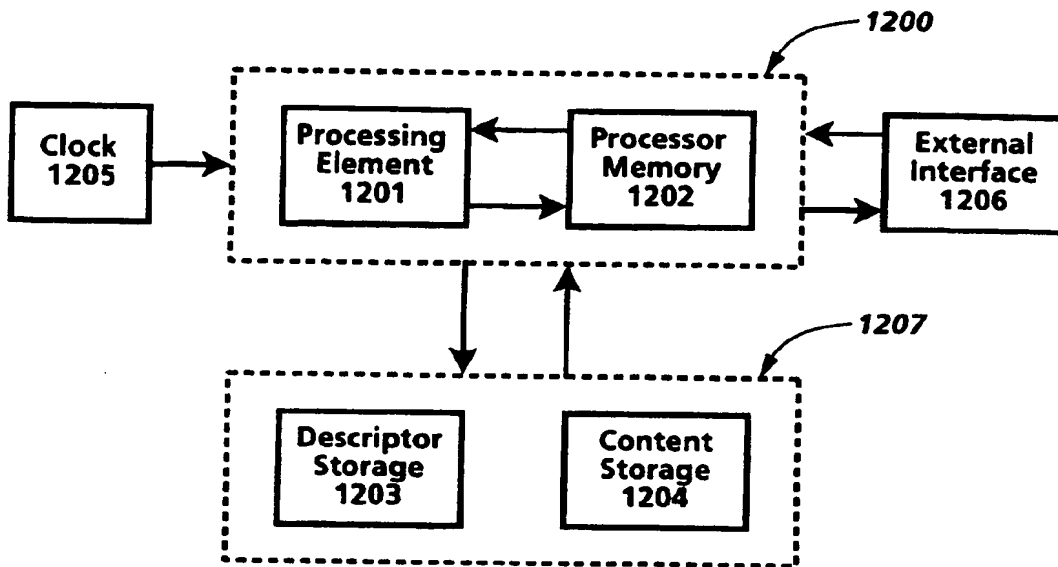 1200
Clock
1205
Processing
Element
1201
Processor
Memory
1202
External
Interface
1206
1207
Descriptor
Storage
1203
Content
Storage
1204